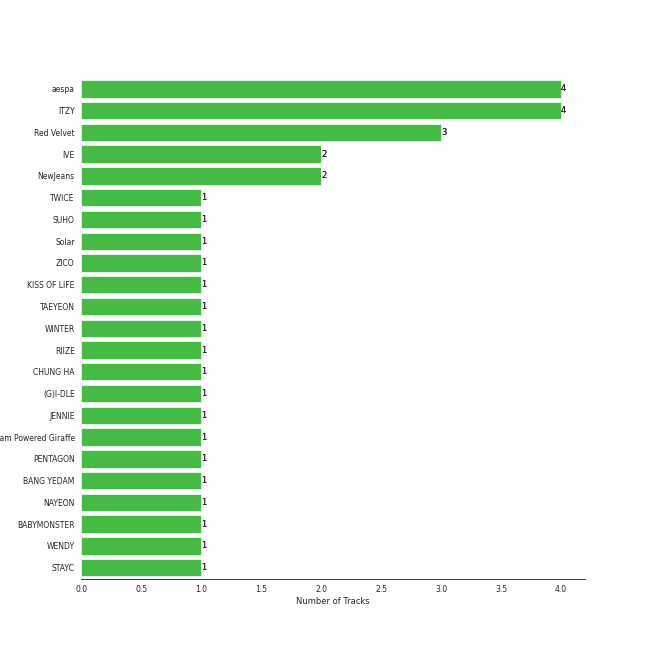 aespa 4
ITZY 4
Red Velvet 3
IVE 2
NewJeans 2
TWICE 1
SUHO 1
Solar 1
ZICO 1
KISS OF LIFE 1
TAEYEON 1
WINTER 1
RIIZE 1
CHUNG HA 1
(G)I-DLE 1
JENNIE 1
am Powered Giraffe 1
PENTAGON 1
BANG YEDAM 1
NAYEON 1
BABYMONSTER 1
WENDY 1
STAYC 1
0.0 0.5 1.0 1.5 2.0 2.5 3.0 3.5 4.0
Number of Tracks